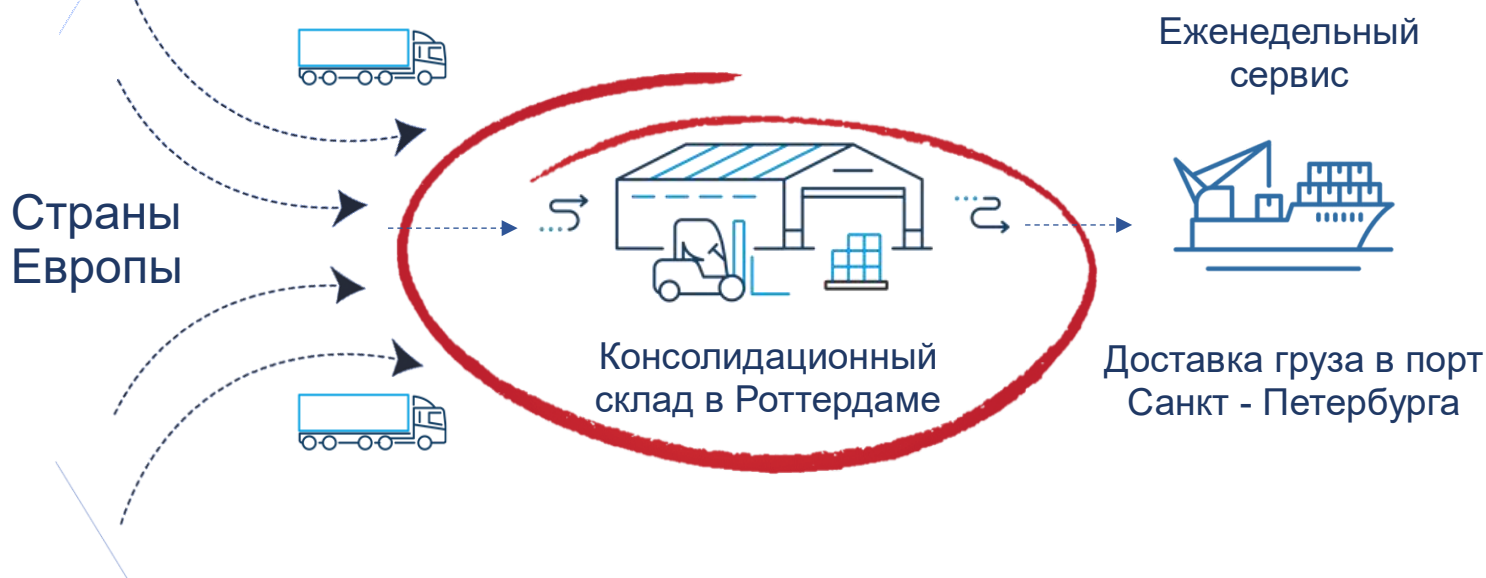 Страны
Европы
Консолидационный
склад в Роттердаме
Еженедельный
сервис
Доставка груза в порт
Санкт - Петербурга